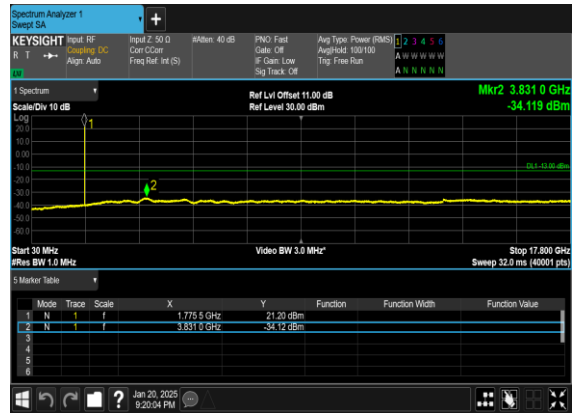 Spectrum Analyzer 1
Swept SA
+
KEYSIGHT Input: RF Input Z: 50 Ω #Atten: 40 dB PNO: Fast Avg Type: Power (RMS) 1 2 3 4 5 6
R T Coupling: DC Corr CCorr Gate: Off Avg|Hold: 100/100 A W W W W W
Align: Auto Freq Ref: Int (S) IF Gain: Low Trig: Free Run
Sig Track: Off A N N N N N
1 Spectrum Ref Lvl Offset 11.00 dB Mkr2 3.831 0 GHz
Scale/Div 10 dB Ref Level 30.00 dBm -34.119 dBm
Log
1
20.0
10.0
0.00
-10.0 DL1 -13.00 dBm
-20.0
2
-30.0
-40.0
-50.0
-60.0
Start 30 MHz Video BW 3.0 MHz* Stop 17.800 GHz
#Res BW 1.0 MHz Sweep 32.0 ms (40001 pts)
5 Marker Table
Mode Trace Scale X Y Function Function Width Function Value
1 N 1 f 1.775 5 GHz 21.20 dBm
2 N 1 f 3.831 0 GHz -34.12 dBm
3
4
5
6
? Jan 20, 2025
9:20:04 PM